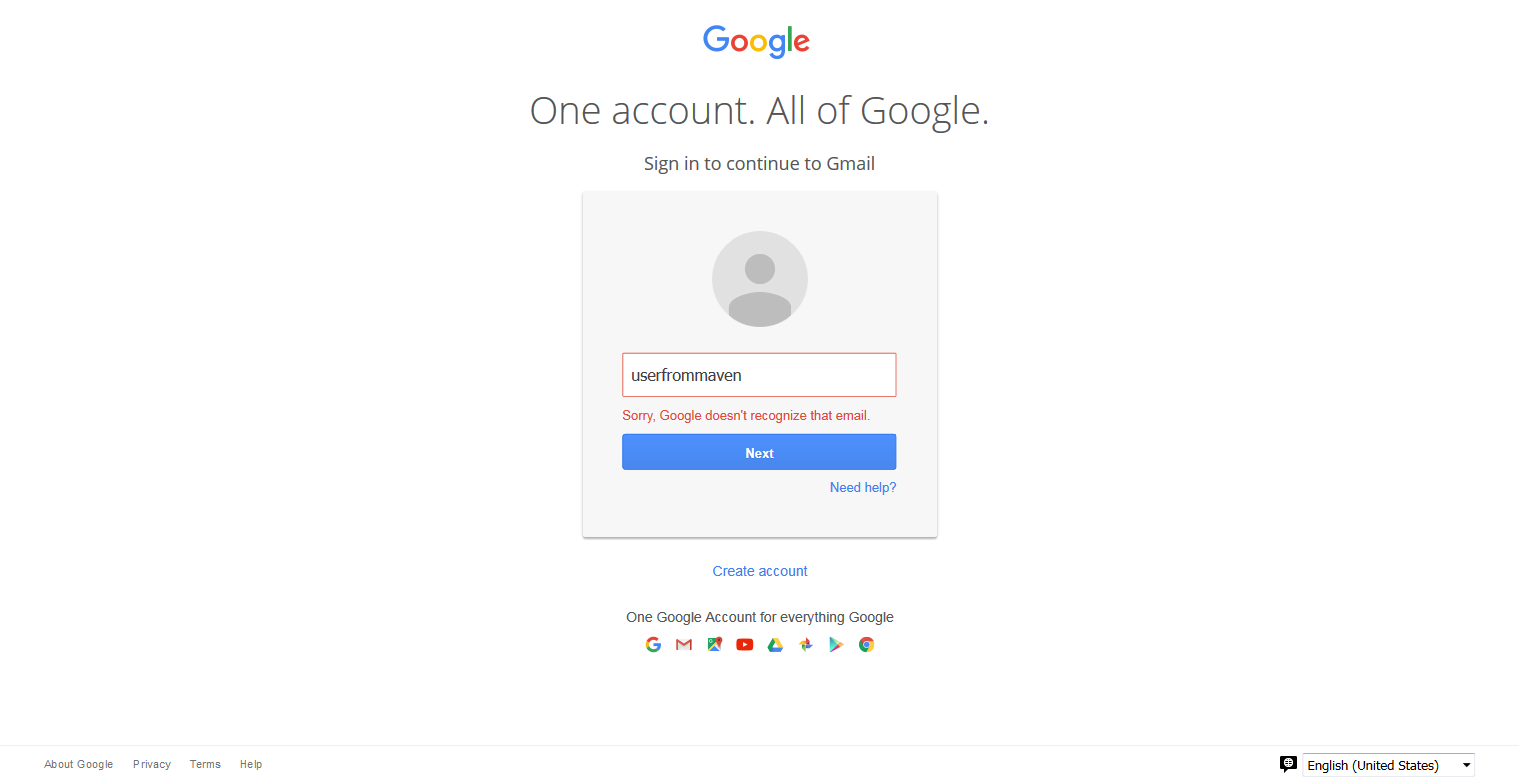 Google
One account. All of Google.
Sign in to continue to Gmail
userfrommaven
Sorry, Google doesn't recognize that email.
Next
Need help?
Create account
One Google Account for everything Google
About Google Privacy Terms Help English (United States)